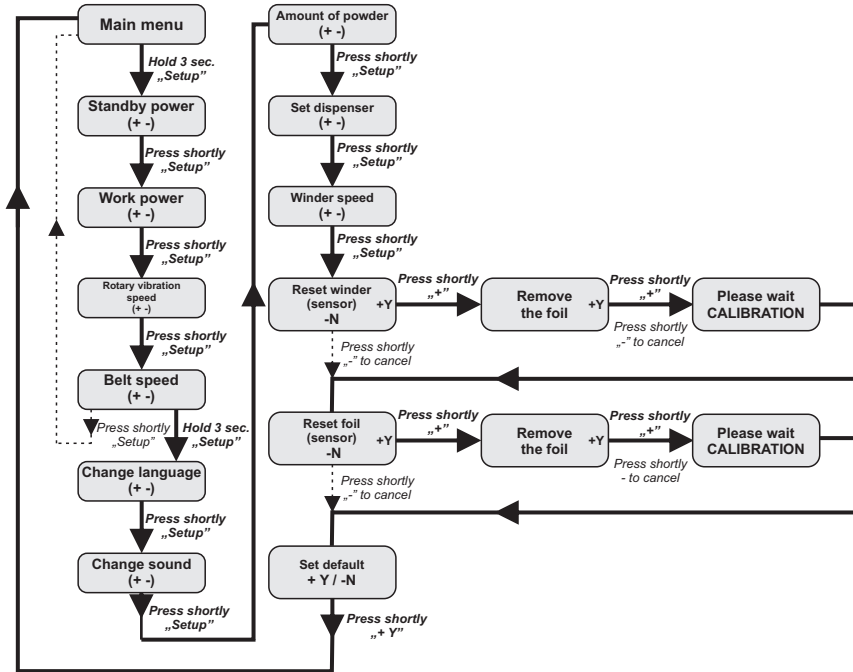 Main menu
Hold 3 sec.
„Setup”
Standby power
(+ -)
Press shortly
„Setup”
Work power
(+ -)
Press shortly
„Setup”
Rotary vibration
speed
(+ -)
Press shortly
„Setup”
Belt speed
(+ -)
Press shortly
„Setup”
Hold 3 sec.
„Setup”
Change language
(+ -)
Press shortly
„Setup”
Change sound
(+ -)
Press shortly
„Setup”
Amount of powder
(+ -)
Press shortly
„Setup”
Set dispenser
(+ -)
Press shortly
„Setup”
Winder speed
(+ -)
Press shortly
„Setup”
Reset winder
(sensor) +Y
-N
Press shortly
„+”
Remove
the foil +Y
Press shortly
„+”
Press shortly
„-” to cancel
Please wait
CALIBRATION
Press shortly
„-” to cancel
Reset foil
(sensor) +Y
-N
Press shortly
„+”
Remove
the foil +Y
Press shortly
„+”
Press shortly
- to cancel
Please wait
CALIBRATION
Press shortly
„-” to cancel
Set default
+ Y / -N
Press shortly
„+ Y”